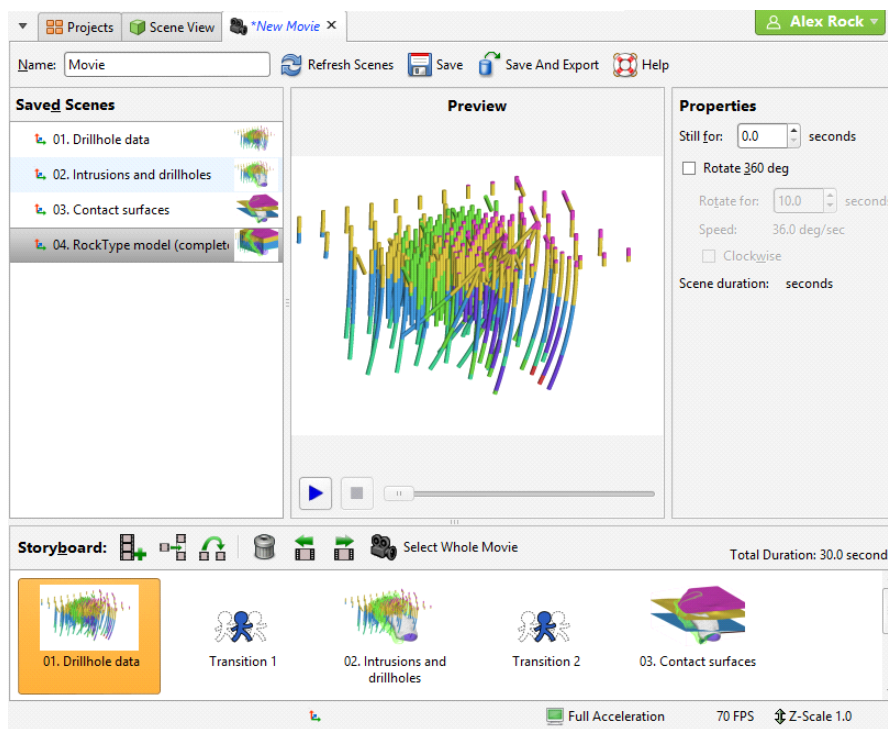 Projects Scene View *New Movie Alex Rock
Name: Movie Refresh Scenes Save Save And Export Help
Saved Scenes
01. Drillhole data
02. Intrusions and drillholes
03. Contact surfaces
04. RockType model (complet
Preview
Properties
Still for: 0.0 seconds
Rotate 360 deg
Rotate for: 10.0 second
Speed: 36.0 deg/sec
Clockwise
Scene duration: seconds
Storyboard: Select Whole Movie
Total Duration: 30.0 second
01. Drillhole data
Transition 1
02. Intrusions and
drillholes
Transition 2
03. Contact surfaces
Full Acceleration 70 FPS Z-Scale 1.0